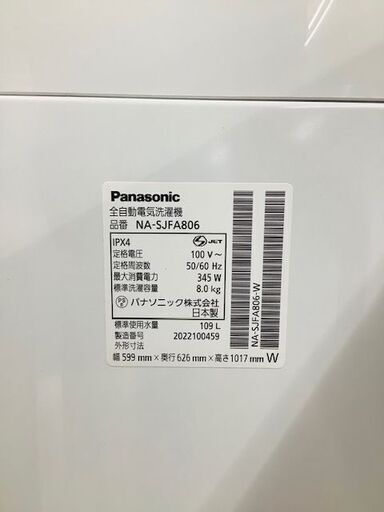 Panasonic
全自動電気洗濯機
品番 NA-SJFA806
IPX4 S JET
定格電圧 100 V～
定格周波数 50/60 Hz
最大消費電力 345 W
標準洗濯容量 8.0 kg
PS E パナソニック株式会社
日本製
標準使用水量 109 L
製造番号 2022100459
外形寸法
幅 599 mm × 奥行 626 mm × 高さ 1017 mm W
NA-SJFA806-W